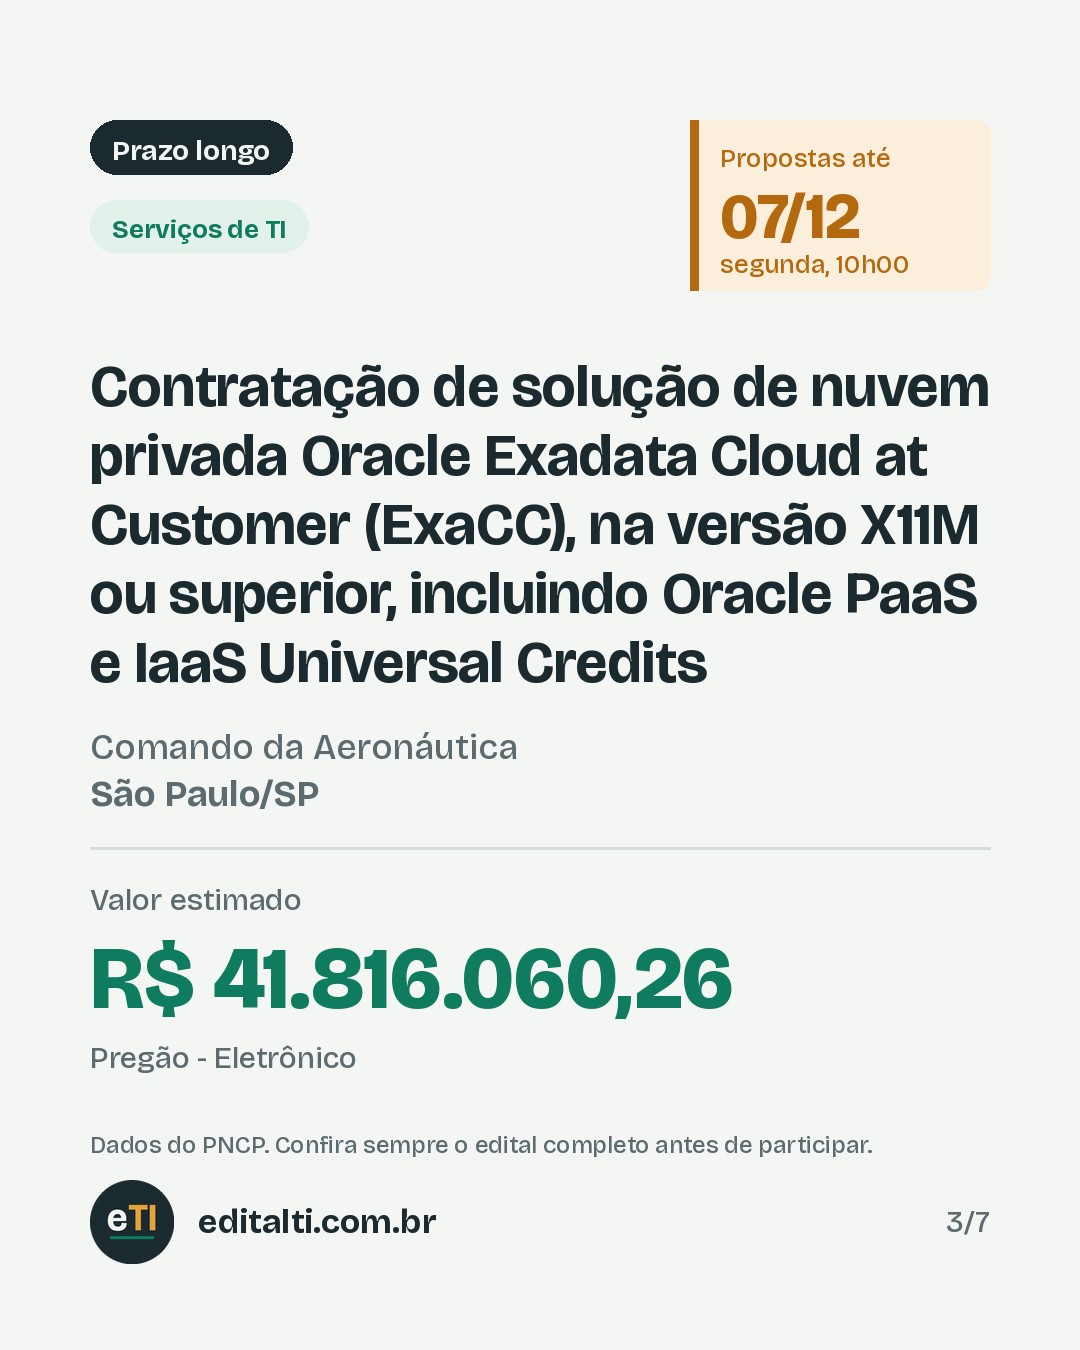 Prazo longo
Serviços de TI
Propostas até
07/12
segunda, 10h00
Contratação de solução de nuvem
privada Oracle Exadata Cloud at
Customer (ExaCC), na versão X11M
ou superior, incluindo Oracle PaaS
e IaaS Universal Credits
Comando da Aeronáutica
São Paulo/SP
Valor estimado
R$ 41.816.060,26
Pregão - Eletrônico
Dados do PNCP. Confira sempre o edital completo antes de participar.
eTI
editalti.com.br
3/7